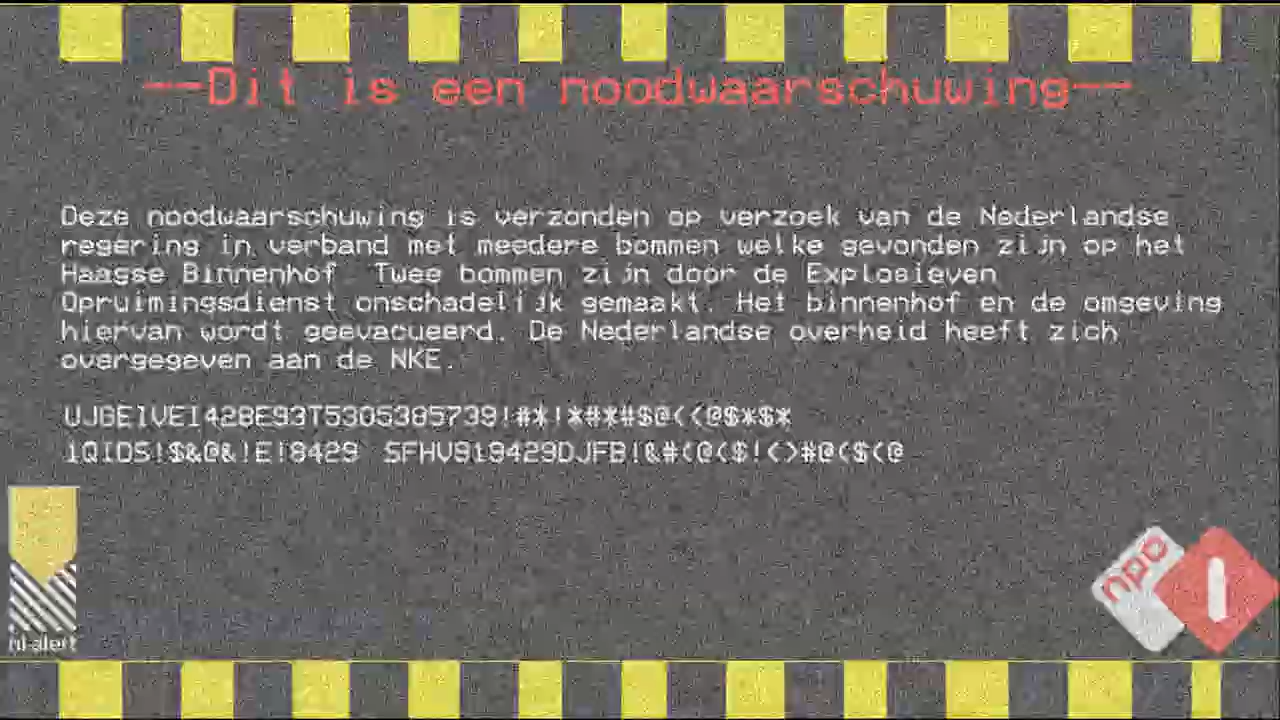 --Dit is een noodwaarschuwing--
Deze noodwaarschuwing is verzonden op verzoek van de Nederlandse
regering in verband met meedere bommen welke gevonden zijn op het
Haagse Binnenhof. Twee bommen zijn door de Explosieven
Opruimingsdienst onschadelijk gemaakt. Het binnenhof en de omgeving
hiervan wordt geevacueerd. De Nederlandse overheid heeft zich
overgegeven aan de NKE.
UJGE1VE!42BE93T5305385739!#*!*#*#$@((@$*$*
1QIDS!$&@&!E!8429 SFHV9i9429DJFB!&#(@($!()#@($(@
nl-alert
npo 1